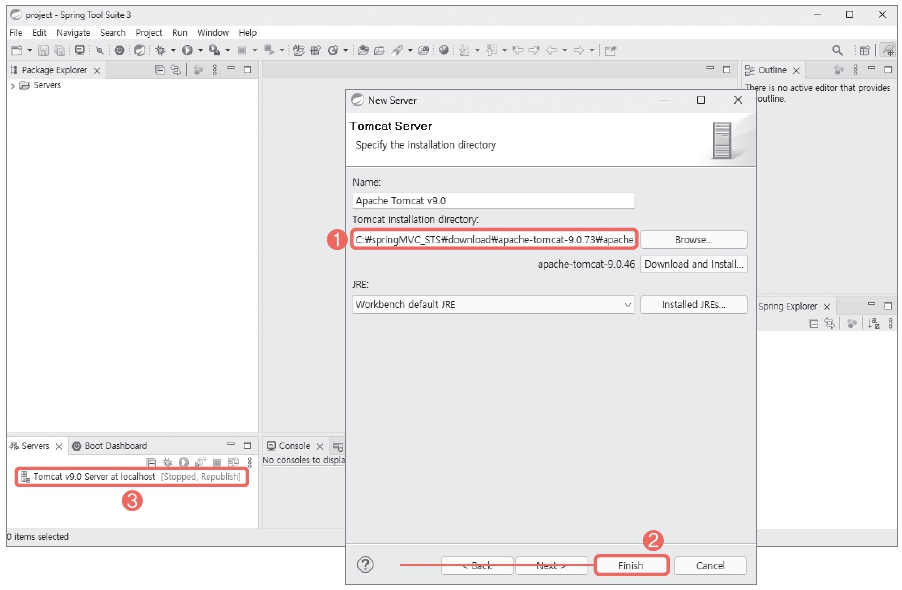 project - Spring Tool Suite 3
File Edit Navigate Search Project Run Window Help
Package Explorer
Servers
Outline
There is no active editor that provides
outline.
New Server
Tomcat Server
Specify the installation directory
Name:
Apache Tomcat v9.0
Tomcat installation directory:
1 C:₩springMVC_STS₩download₩apache-tomcat-9.0.73₩apache Browse...
apache-tomcat-9.0.46 Download and Install...
JRE:
Workbench default JRE Installed JREs...
Spring Explorer
Servers Boot Dashboard
Console
No consoles to displa
Tomcat v9.0 Server at localhost [Stopped, Republish]
3
0 items selected
2
? < Back Next > Finish Cancel